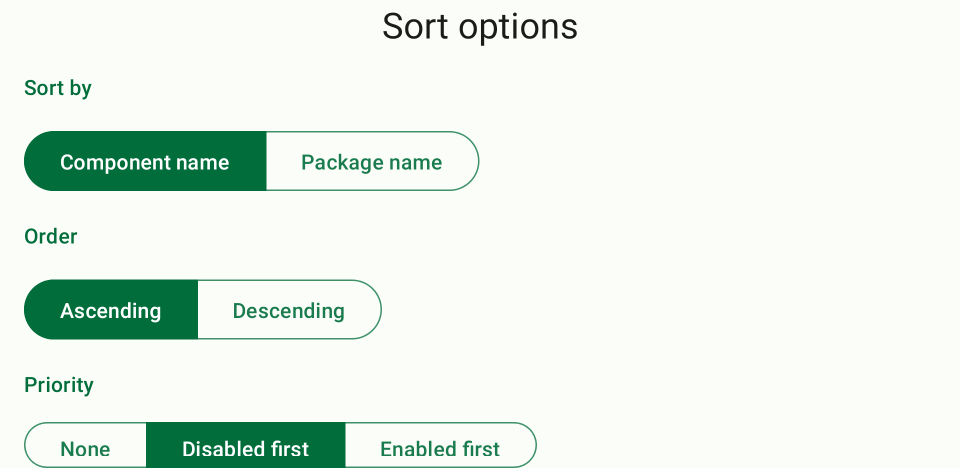 Sort options
Sort by
Component name Package name
Order
Ascending Descending
Priority
None Disabled first Enabled first